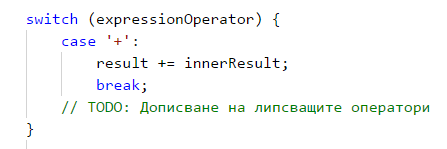 switch (expressionOperator) {
case '+':
result += innerResult;
break;
// TODO: Дописване на липсващите оператори
}